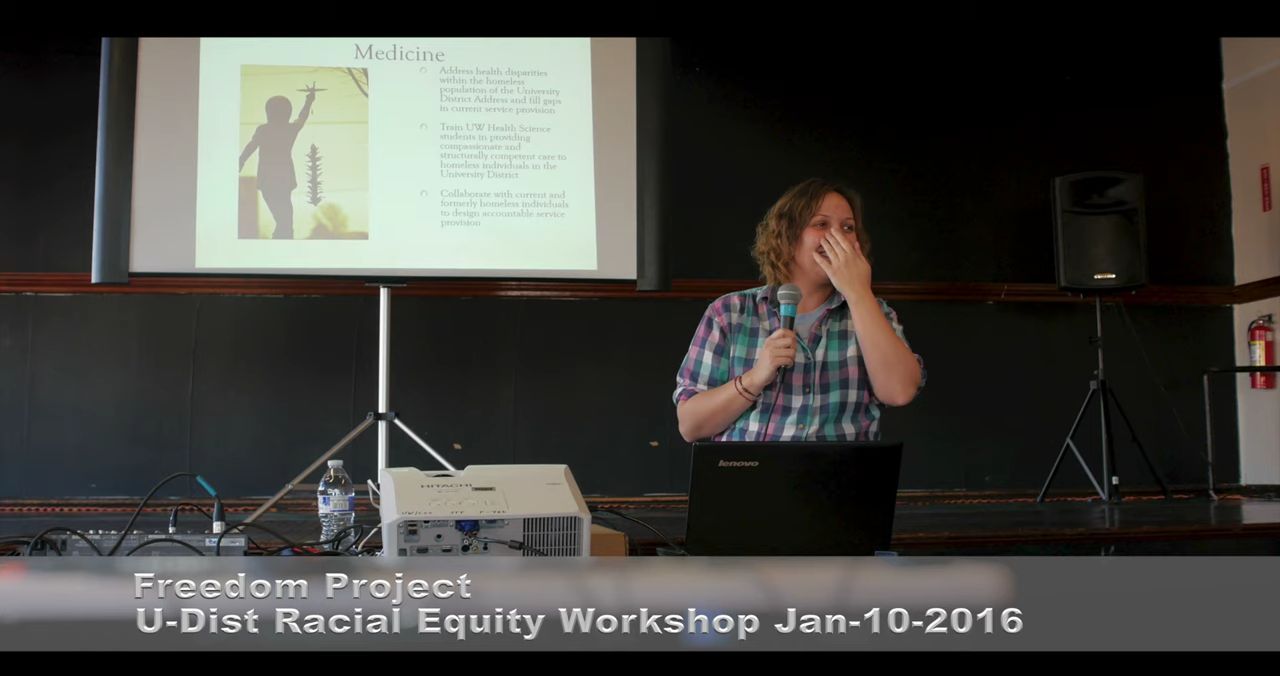 Medicine
Address health disparities
within the homeless
population of the University
District Address and fill gaps
in current service provision
Train UW Health Science
students in providing
compassionate and
structurally competent care to
homeless individuals in the
University District
Collaborate with current and
formerly homeless individuals
to design accountable service
provision
lenovo
HITACHI
Freedom Project
U-Dist Racial Equity Workshop Jan-10-2016